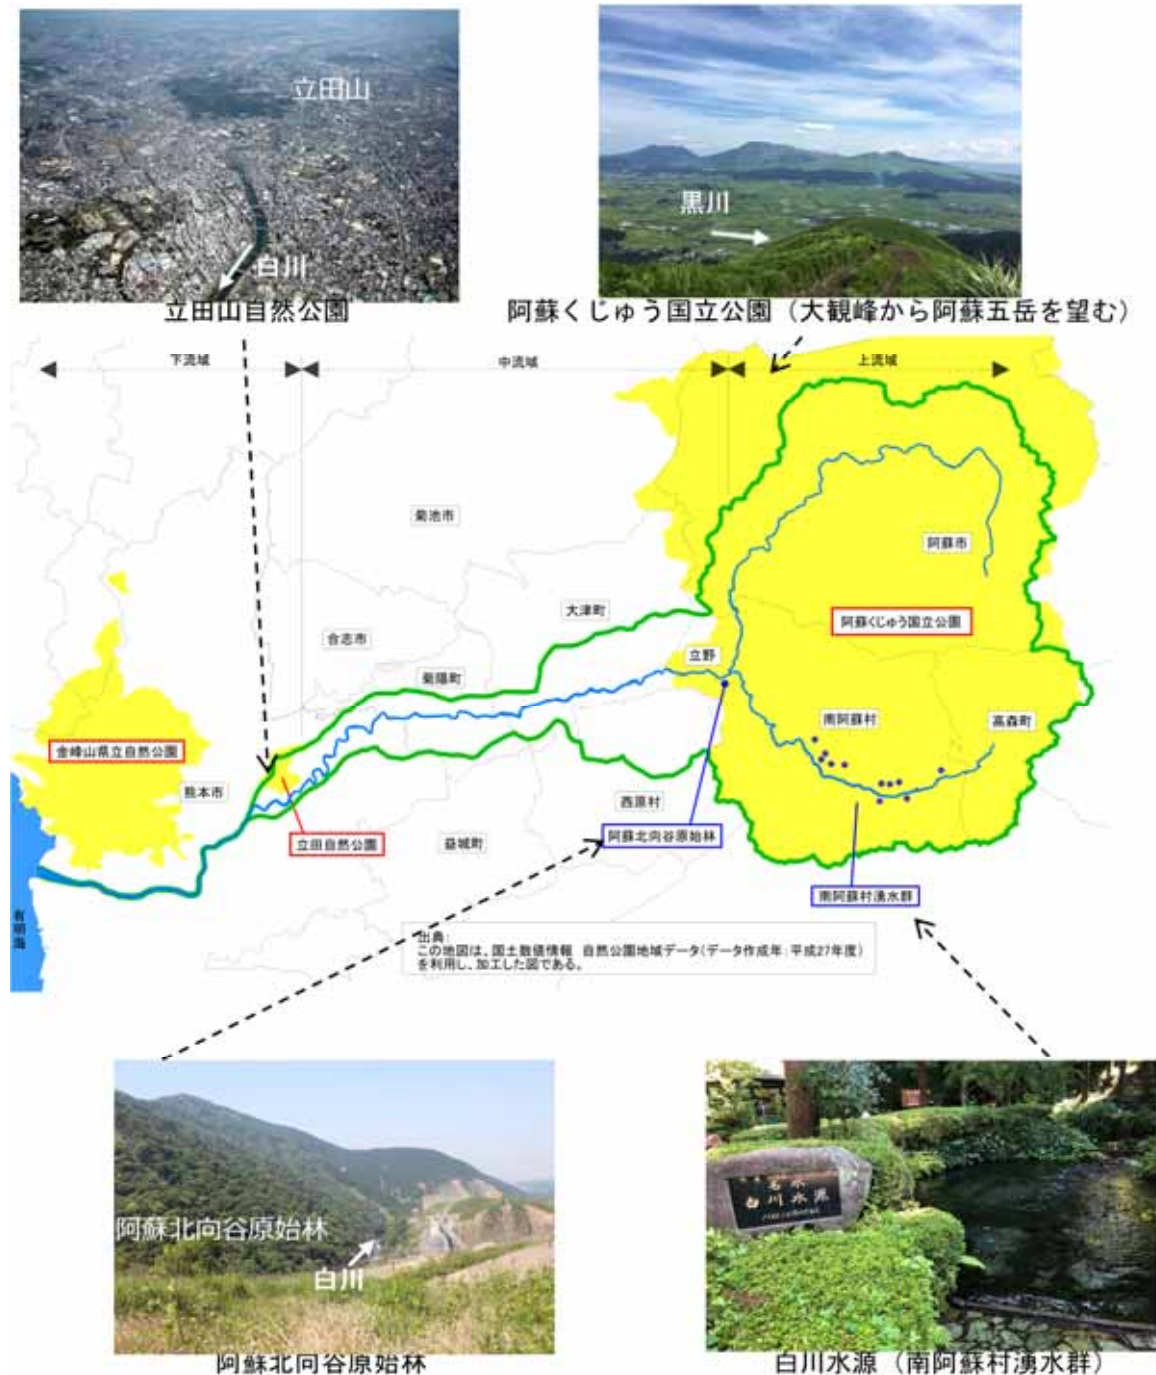 立田山
白川
立田山自然公園
黒川
阿蘇くじゅう国立公園（大観峰から阿蘇五岳を望む）
下流域
中流域
上流域
菊池市
阿蘇市
大津町
阿蘇くじゅう国立公園
合志市
立野
菊陽町
南阿蘇村
高森町
金峰山県立自然公園
熊本市
西原村
立田自然公園
益城町
阿蘇北向谷原始林
南阿蘇村湧水群
有明海
出典:
この地図は、国土数値情報 自然公園地域データ(データ作成年:平成27年度)
を利用し、加工した図である。
阿蘇北向谷原始林
白川
阿蘇北向谷原始林
名水
白川水源
白川水源（南阿蘇村湧水群）